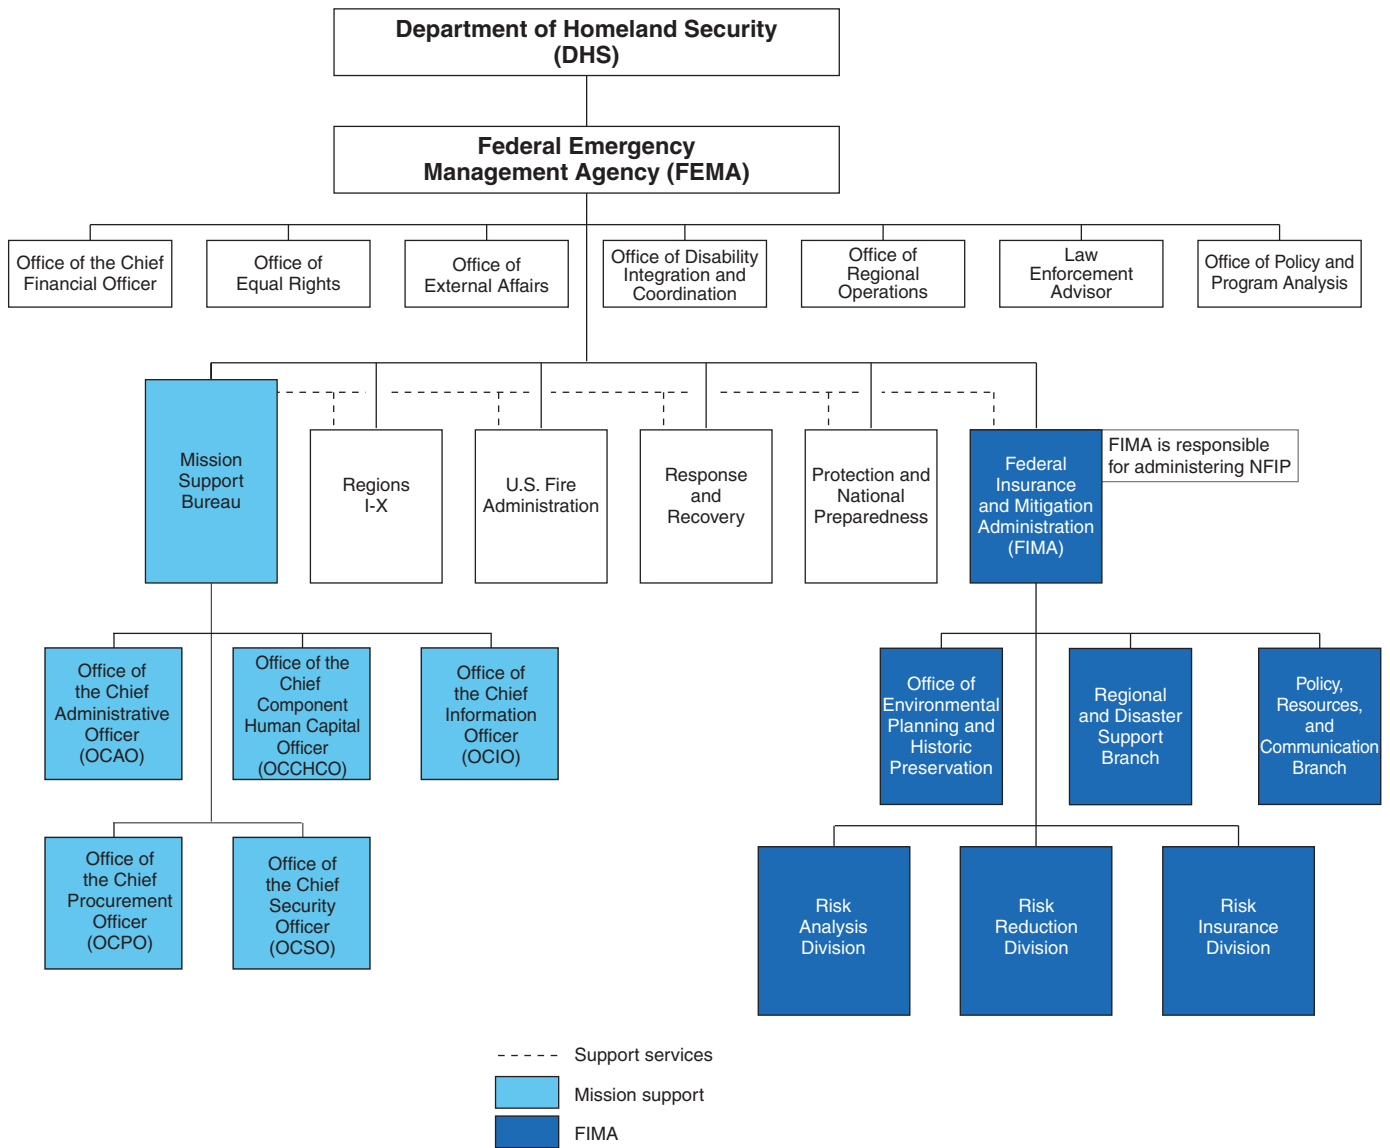 Department of Homeland Security
(DHS)
Federal Emergency
Management Agency (FEMA)
Office of the Chief
Financial Officer
Office of
Equal Rights
Office of
External Affairs
Office of Disability
Integration and
Coordination
Office of
Regional
Operations
Law
Enforcement
Advisor
Office of Policy and
Program Analysis
Mission
Support
Bureau
Regions
I-X
U.S. Fire
Administration
Response
and
Recovery
Protection and
National
Preparedness
Federal
Insurance
and Mitigation
Administration
(FIMA)
FIMA is responsible
for administering NFIP
Office of
the Chief
Administrative
Officer
(OCAO)
Office of the
Chief
Component
Human Capital
Officer
(OCCHCO)
Office of
the Chief
Information
Officer
(OCIO)
Office of
Environmental
Planning and
Historic
Preservation
Regional
and Disaster
Support
Branch
Policy,
Resources,
and
Communication
Branch
Office of
the Chief
Procurement
Officer
(OCPO)
Office of
the Chief
Security
Officer
(OCSO)
Risk
Analysis
Division
Risk
Reduction
Division
Risk
Insurance
Division
Support services
Mission support
FIMA